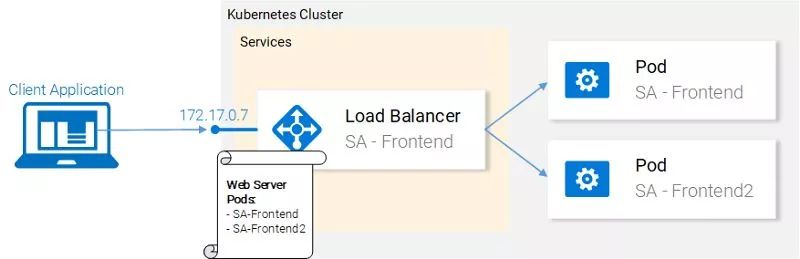 Kubernetes Cluster
Services
Client Application
172.17.0.7
Load Balancer
SA - Frontend
Web Server
Pods:
- SA-Frontend
- SA-Frontend2
Pod
SA - Frontend
Pod
SA - Frontend2